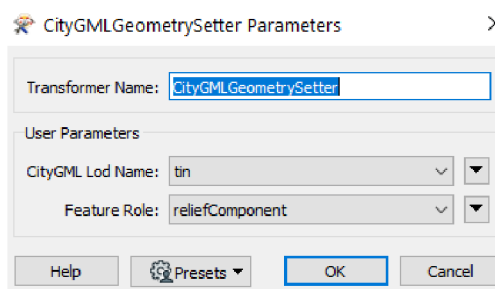 CityGMLGeometrySetter Parameters
Transformer Name: CityGMLGeometrySetter
User Parameters
CityGML Lod Name: tin
Feature Role: reliefComponent
Help Presets OK Cancel